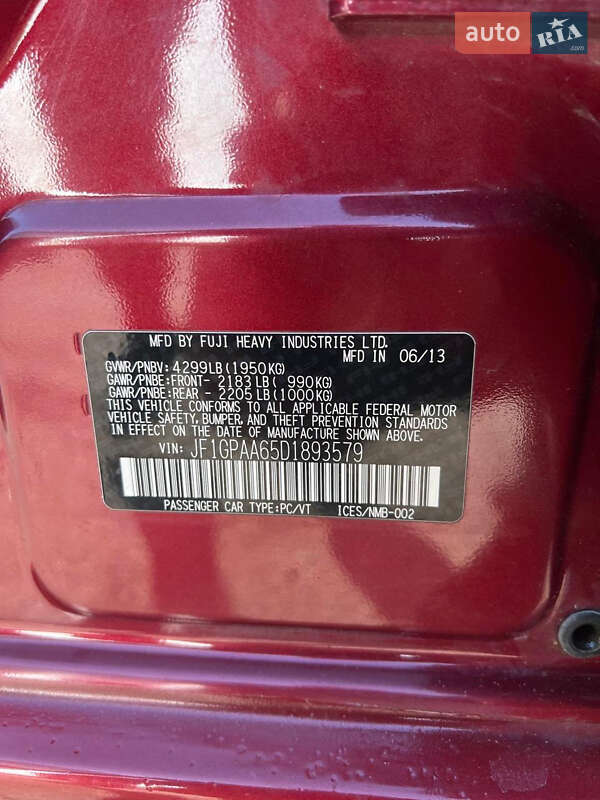 auto RIA .com
MFD BY FUJI HEAVY INDUSTRIES LTD.
MFD IN 06/13
GVWR/PNBV: 4299LB(1950KG)
GAWR/PNBE:FRONT- 2183LB( 990KG)
GAWR/PNBE:REAR - 2205LB(1000KG)
THIS VEHICLE CONFORMS TO ALL APPLICABLE FEDERAL MOTOR
VEHICLE SAFETY, BUMPER, AND THEFT PREVENTION STANDARDS
IN EFFECT ON THE DATE OF MANUFACTURE SHOWN ABOVE.
VIN: JF1GPAA65D1893579
PASSENGER CAR TYPE:PC/VT ICES/NMB-002